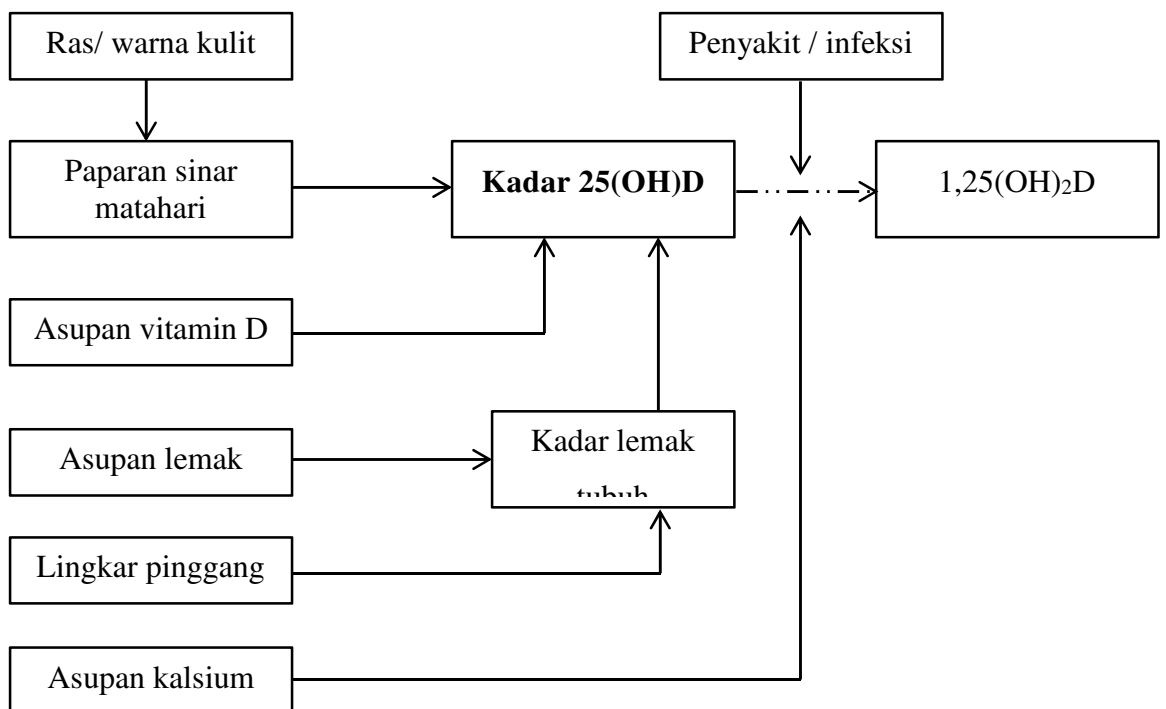 Ras/ warna kulit
Penyakit / infeksi
Paparan sinar
matahari
Kadar 25(OH)D
1,25(OH)₂D
Asupan vitamin D
Asupan lemak
Kadar lemak
tubuh
Lingkar pinggang
Asupan kalsium